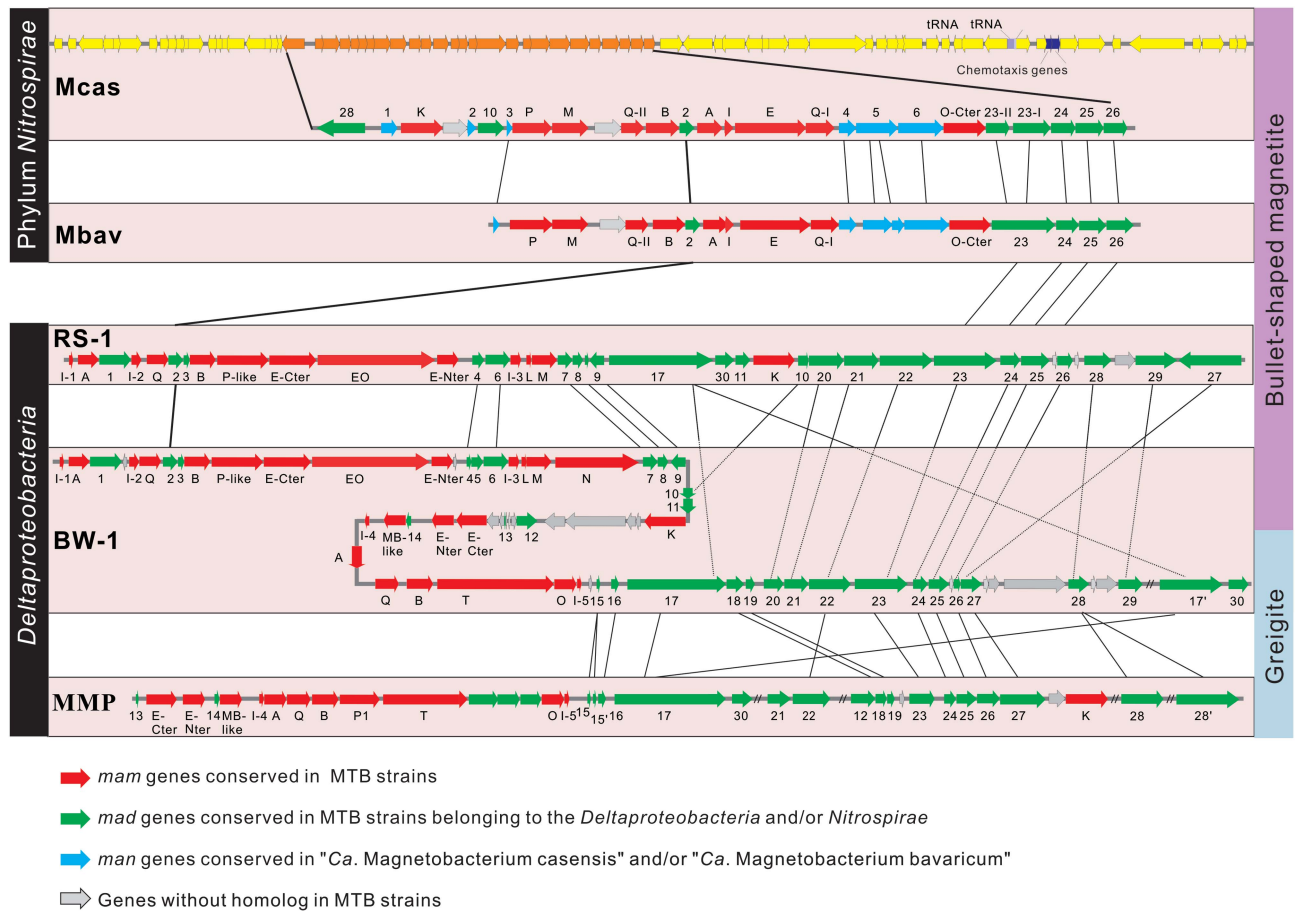 tRNA tRNA
Chemotaxis genes
Phylum Nitrospirae
Mcas
28 1 K 2 10 3 P M Q-II B 2 A I E Q-I 4 5 6 O-Cter 23-II 23-I 24 25 26
Mbav
P M Q-II B 2 A I E Q-I O-Cter 23 24 25 26
Bullet-shaped magnetite
RS-1
I-1 A 1 I-2 Q 2 3 B P-like E-Cter EO E-Nter 4 6 I-3 L M 7 8 9 17 30 11 K 10 20 21 22 23 24 25 26 28 29 27
Deltaproteobacteria
I-1 A 1 I-2 Q 2 3 B P-like E-Cter EO E-Nter 45 6 I-3 L M N 7 8 9
10
11
BW-1
I-4 MB-like 14 E-Nter E-Cter 13 12 K
A
Q B T O I-5 15 16 17 18 19 20 21 22 23 24 25 26 27 28 29 17' 30
Greigite
MMP
13 E-Cter E-Nter 14 MB-like I-4 A Q B P1 T O I-5 15 15' 16 17 30 21 22 12 18 19 23 24 25 26 27 K 28 28'
mam genes conserved in MTB strains
mad genes conserved in MTB strains belonging to the Deltaproteobacteria and/or Nitrospirae
man genes conserved in "Ca. Magnetobacterium casensis" and/or "Ca. Magnetobacterium bavaricum"
Genes without homolog in MTB strains